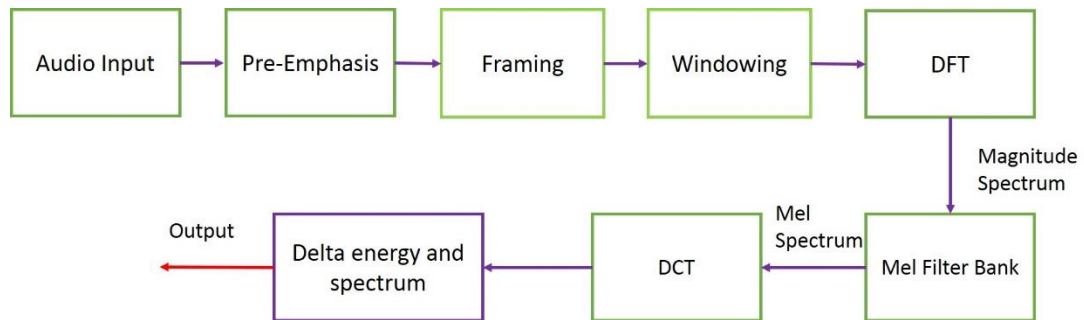 Audio Input
Pre-Emphasis
Framing
Windowing
DFT
Magnitude
Spectrum
Mel Filter Bank
Mel
Spectrum
DCT
Delta energy and
spectrum
Output